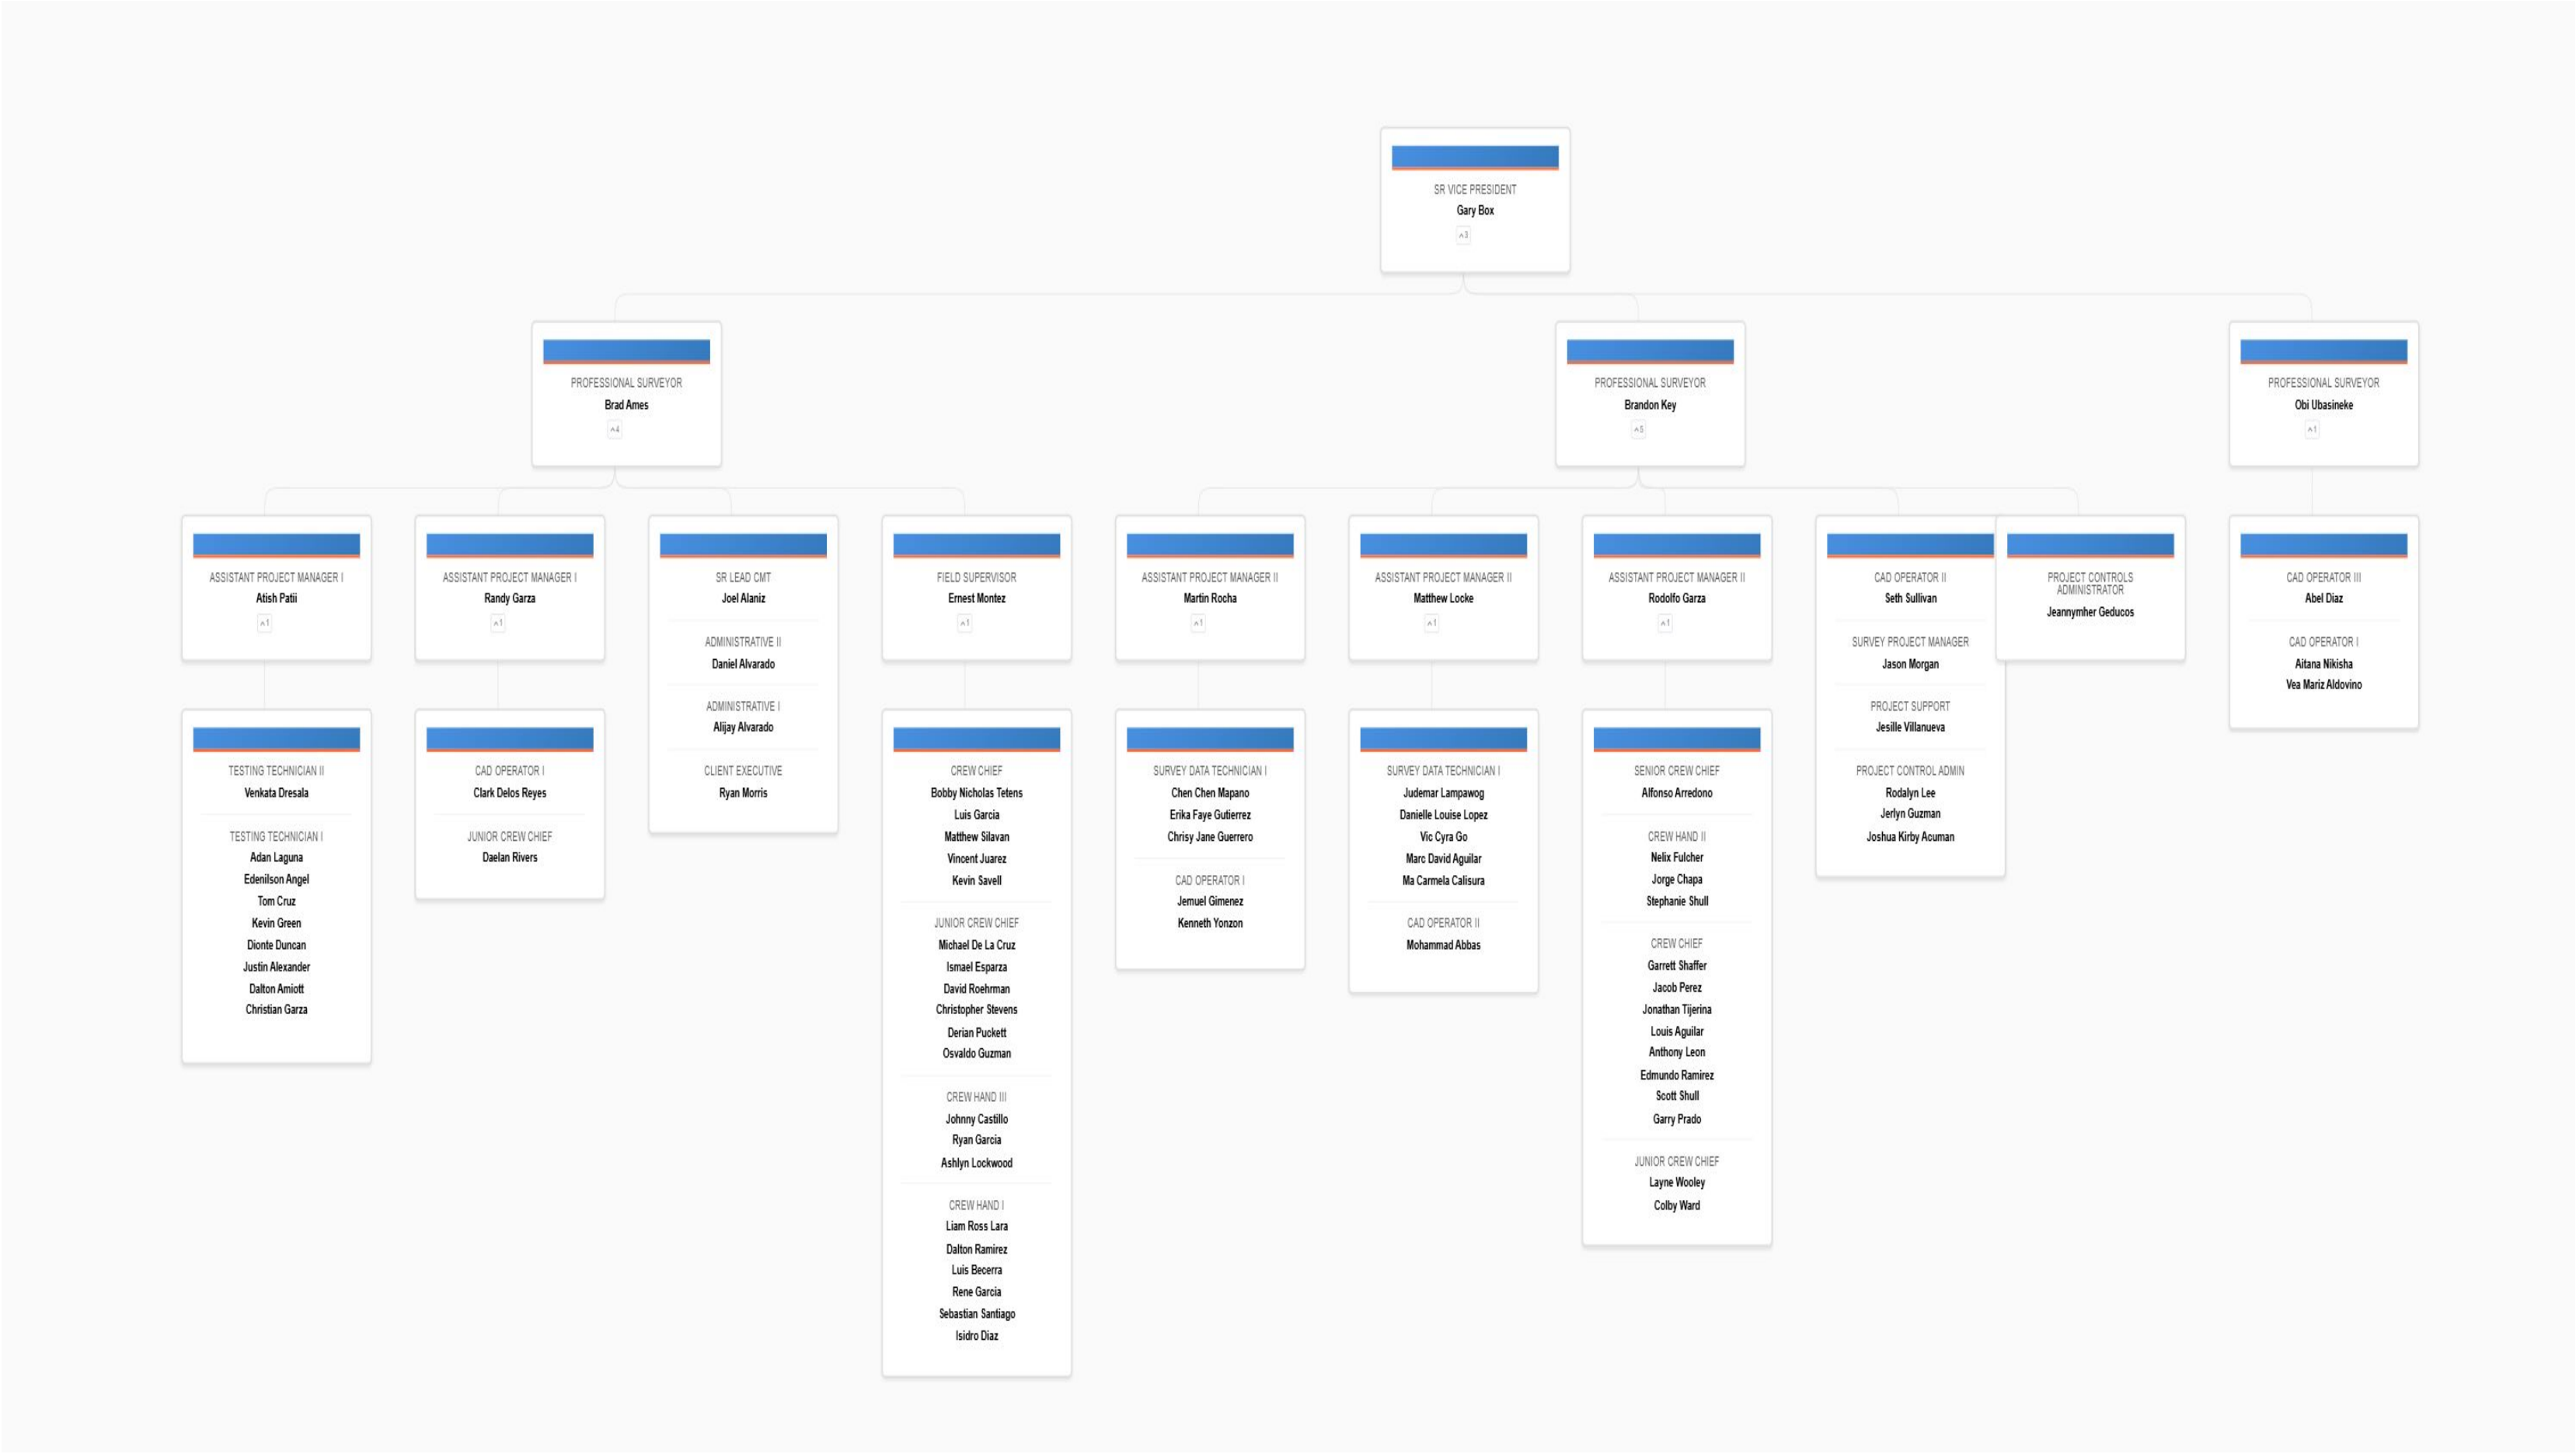 SR VICE PRESIDENT
Gary Box
^3
PROFESSIONAL SURVEYOR
Brad Ames
^4
PROFESSIONAL SURVEYOR
Brandon Key
^5
PROFESSIONAL SURVEYOR
Obi Ubasineke
^1
ASSISTANT PROJECT MANAGER I
Atish Patii
^1
ASSISTANT PROJECT MANAGER I
Randy Garza
^1
SR LEAD CMT
Joel Alaniz
ADMINISTRATIVE II
Daniel Alvarado
ADMINISTRATIVE I
Alijay Alvarado
CLIENT EXECUTIVE
Ryan Morris
FIELD SUPERVISOR
Ernest Montez
^1
ASSISTANT PROJECT MANAGER II
Martin Rocha
^1
ASSISTANT PROJECT MANAGER II
Matthew Locke
^1
ASSISTANT PROJECT MANAGER II
Rodolfo Garza
^1
CAD OPERATOR II
Seth Sullivan
SURVEY PROJECT MANAGER
Jason Morgan
PROJECT SUPPORT
Jesille Villanueva
PROJECT CONTROL ADMIN
Rodalyn Lee
Jerlyn Guzman
Joshua Kirby Acuman
PROJECT CONTROLS
ADMINISTRATOR
Jeannymher Geducos
CAD OPERATOR III
Abel Diaz
CAD OPERATOR I
Aitana Nikisha
Vea Mariz Aldovino
TESTING TECHNICIAN II
Venkata Dresala
TESTING TECHNICIAN I
Adan Laguna
Edenilson Angel
Tom Cruz
Kevin Green
Dionte Duncan
Justin Alexander
Dalton Amiott
Christian Garza
CAD OPERATOR I
Clark Delos Reyes
JUNIOR CREW CHIEF
Daelan Rivers
CREW CHIEF
Bobby Nicholas Tetens
Luis Garcia
Matthew Silavan
Vincent Juarez
Kevin Savell
JUNIOR CREW CHIEF
Michael De La Cruz
Ismael Esparza
David Roehrman
Christopher Stevens
Derian Puckett
Osvaldo Guzman
CREW HAND III
Johnny Castillo
Ryan Garcia
Ashlyn Lockwood
CREW HAND I
Liam Ross Lara
Dalton Ramirez
Luis Becerra
Rene Garcia
Sebastian Santiago
Isidro Diaz
SURVEY DATA TECHNICIAN I
Chen Chen Mapano
Erika Faye Gutierrez
Chrisy Jane Guerrero
CAD OPERATOR I
Jemuel Gimenez
Kenneth Yonzon
SURVEY DATA TECHNICIAN I
Judemar Lampawog
Danielle Louise Lopez
Vic Cyra Go
Marc David Aguilar
Ma Carmela Calisura
CAD OPERATOR II
Mohammad Abbas
SENIOR CREW CHIEF
Alfonso Arredono
CREW HAND II
Nelix Fulcher
Jorge Chapa
Stephanie Shull
CREW CHIEF
Garrett Shaffer
Jacob Perez
Jonathan Tijerina
Louis Aguilar
Anthony Leon
Edmundo Ramirez
Scott Shull
Garry Prado
JUNIOR CREW CHIEF
Layne Wooley
Colby Ward